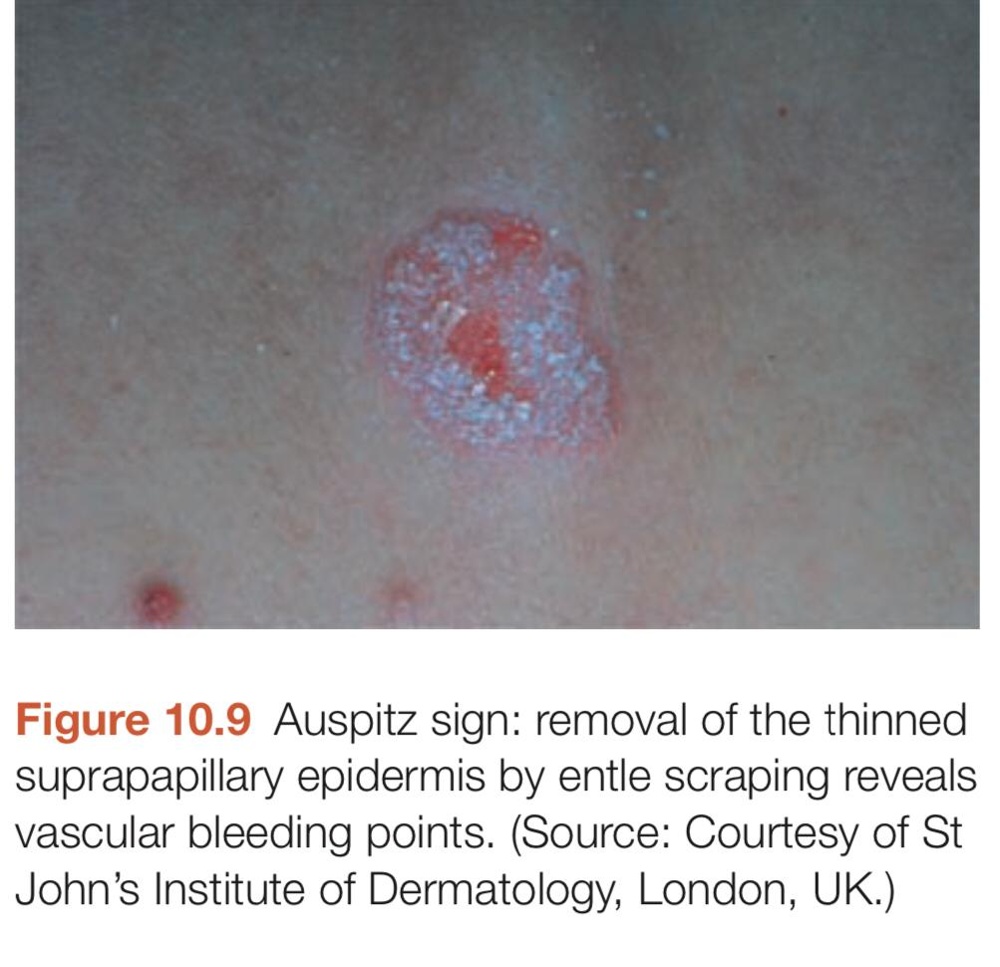 Figure 10.9 Auspitz sign: removal of the thinned
suprapapillary epidermis by entle scraping reveals
vascular bleeding points. (Source: Courtesy of St
John’s Institute of Dermatology, London, UK.)